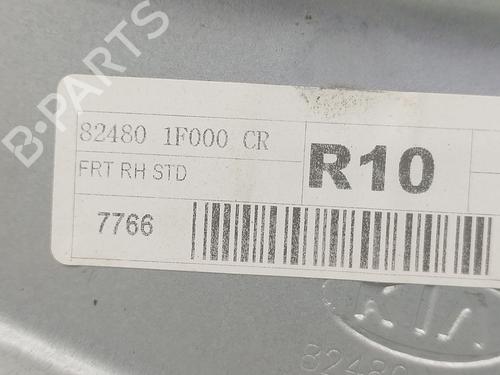 B-PARTS
82480 1F000 CR
FRT RH STD
R10
7766
KIA
82480